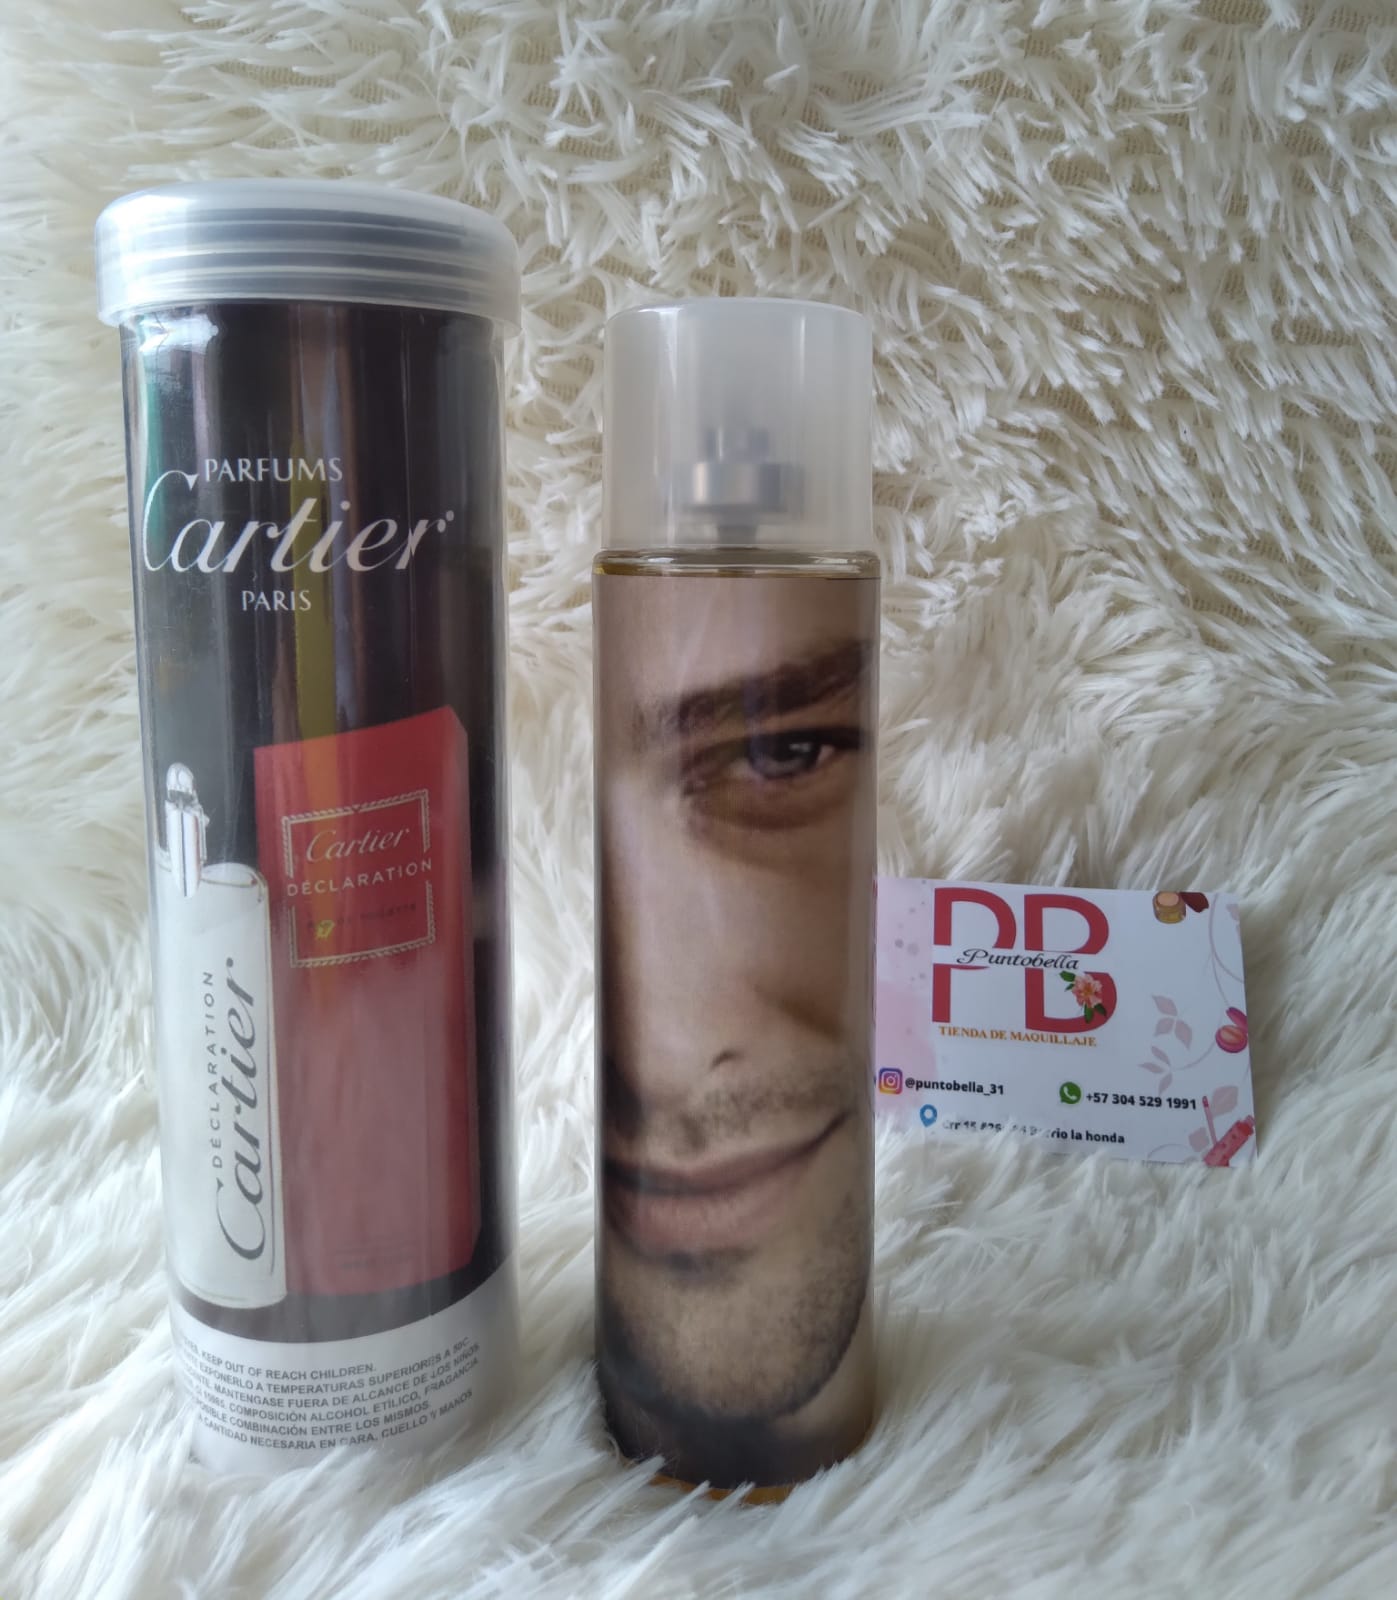 PARFUMS
Cartier
PARIS
Cartier
DÉCLARATION
DÉCLARATION
Cartier
KEEP OUT OF REACH CHILDREN.
EXPONERLO A TEMPERATURAS SUPERIORES A 50C
MANTENGASE FUERA DE ALCANCE DE LOS NIÑOS
COMPOSICIÓN ALCOHOL ETÍLICO, FRAGANCIA
COMBINACIÓN ENTRE LOS MISMOS.
CANTIDAD NECESARIA EN CARA, CUELLO Y MANOS
PB
Puntobella
TIENDA DE MAQUILLAJE
@puntobella_31
+57 304 529 1991
la honda